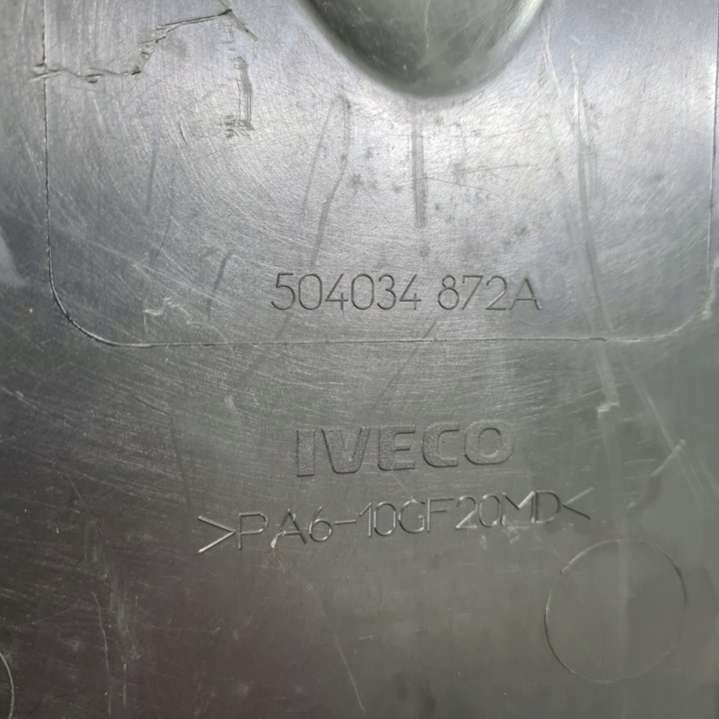 504034 872A
IVECO
>PA6-10GF20MD<